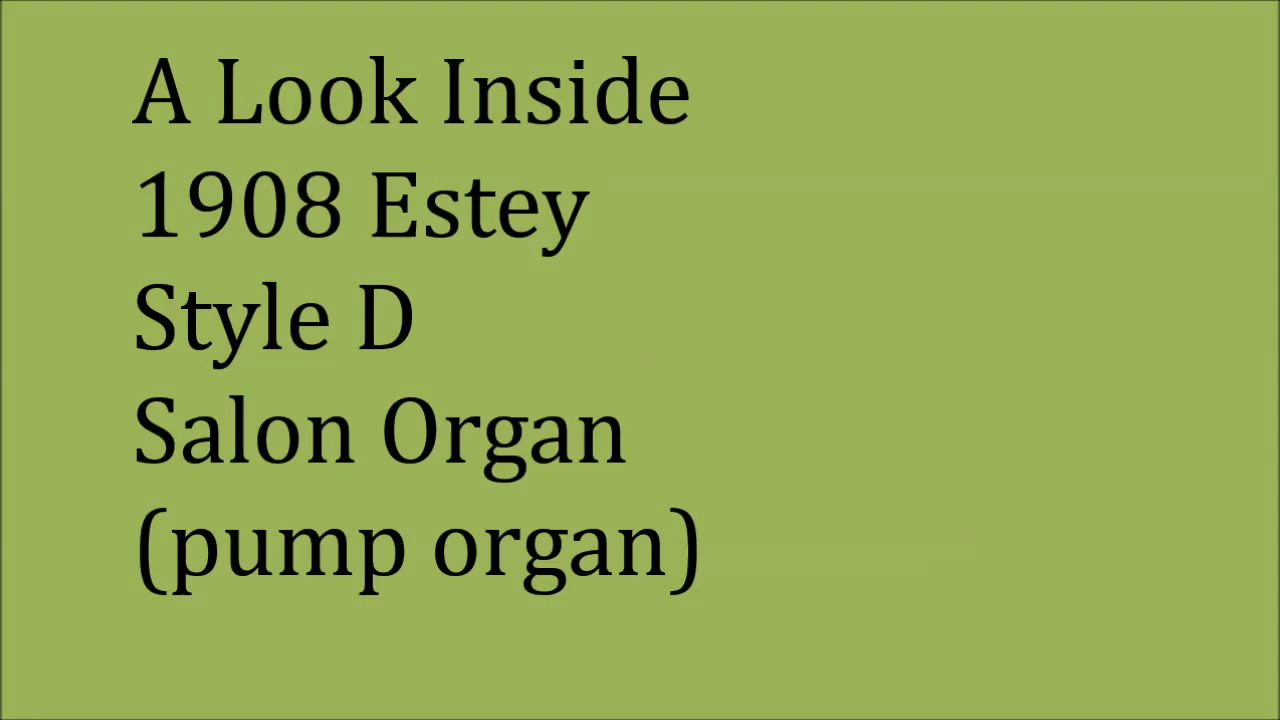 A Look Inside
1908 Estey
Style D
Salon Organ
(pump organ)